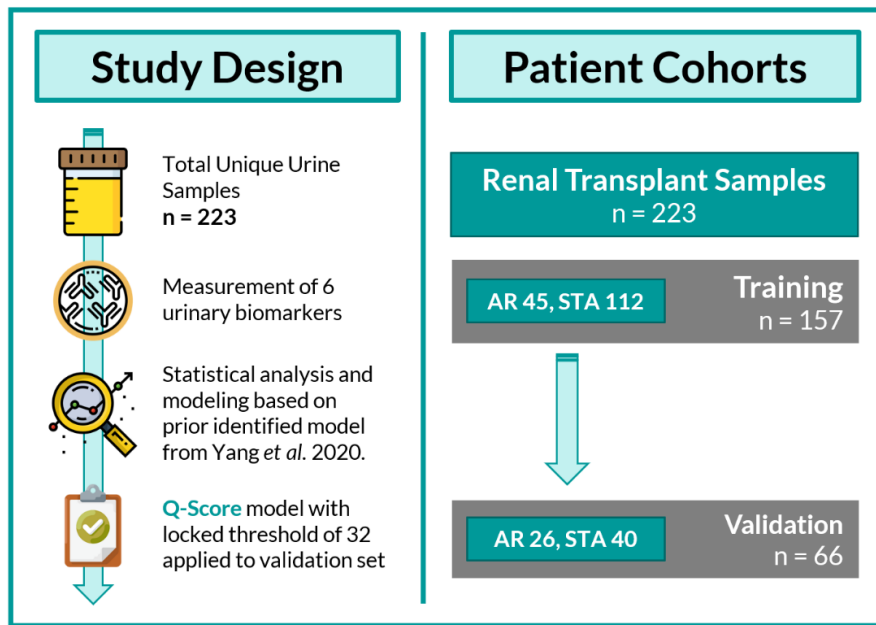 Study Design
Total Unique Urine
Samples
n = 223
Measurement of 6
urinary biomarkers
Statistical analysis and
modeling based on
prior identified model
from Yang et al. 2020.
Q-Score model with
locked threshold of 32
applied to validation set
Patient Cohorts
Renal Transplant Samples
n = 223
AR 45, STA 112
Training
n = 157
AR 26, STA 40
Validation
n = 66